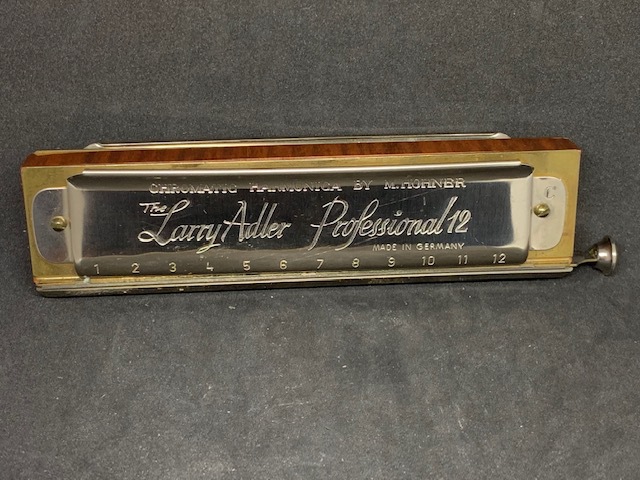 CHROMATIC HARMONICA BY M. HOHNER
The Larry Adler Professional 12
MADE IN GERMANY
1 2 3 4 5 6 7 8 9 10 11 12
C